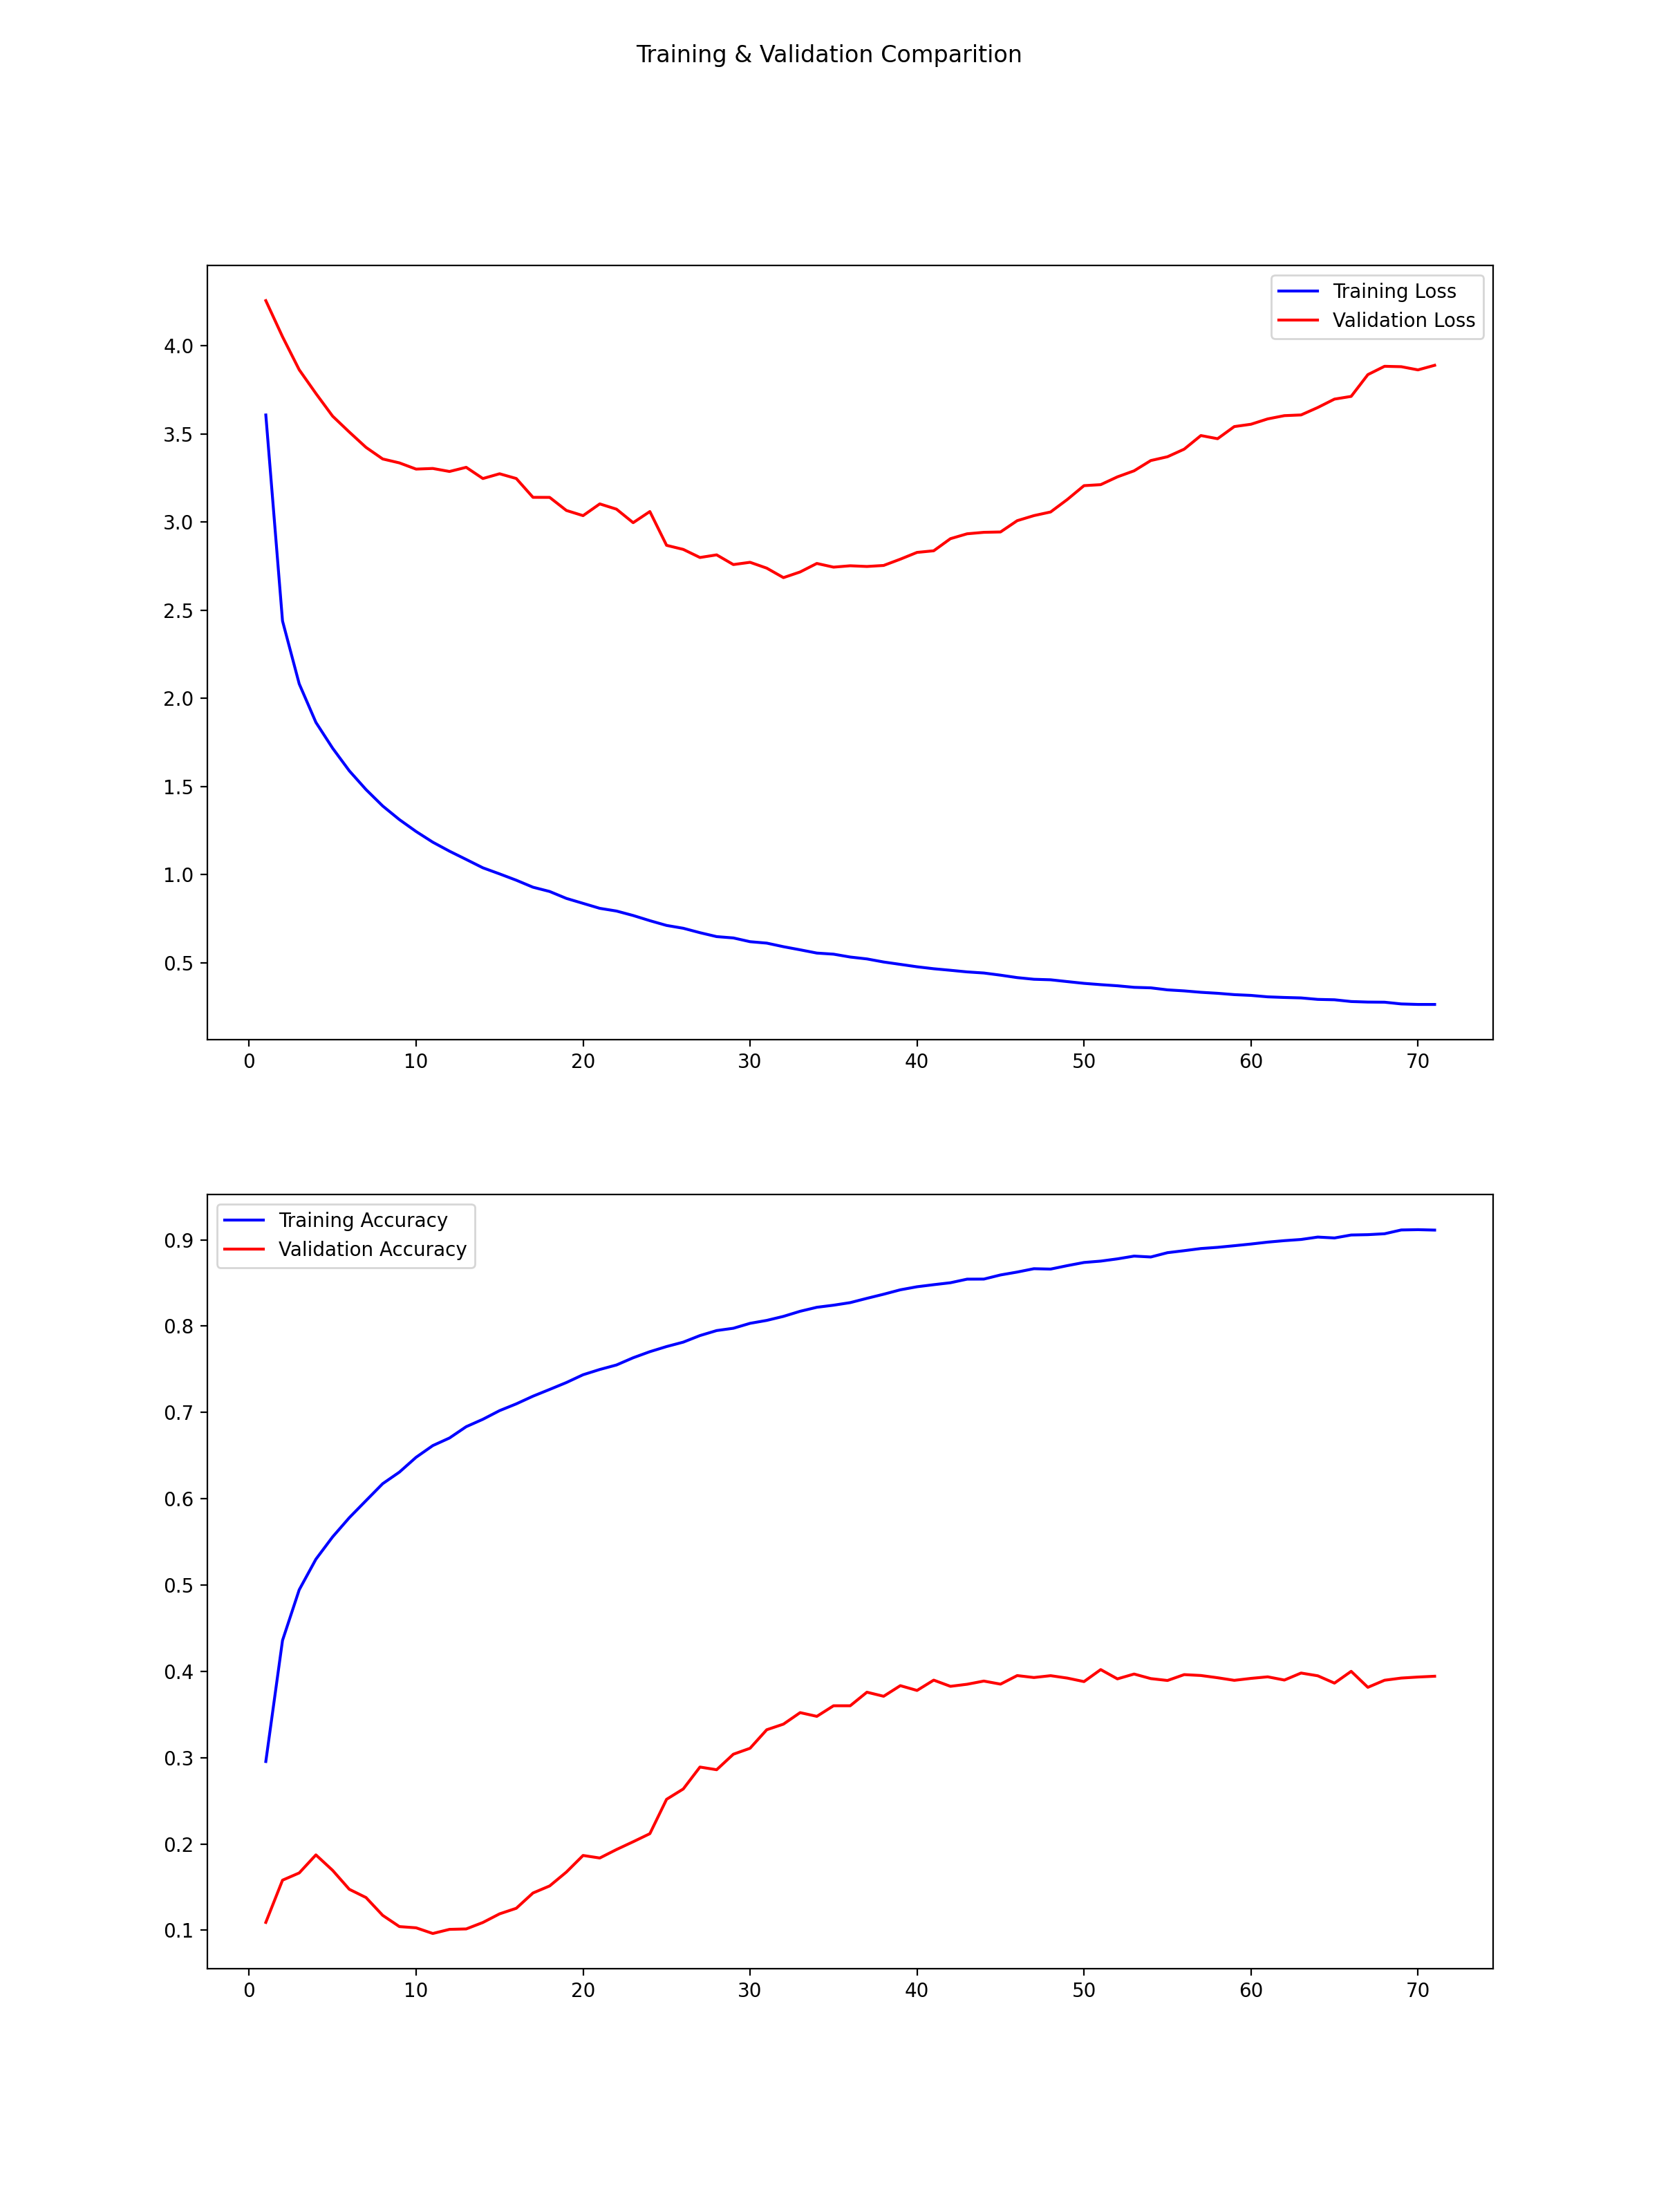 Training & Validation Comparition
Training Loss
Validation Loss
4.0
3.5
3.0
2.5
2.0
1.5
1.0
0.5
0 10 20 30 40 50 60 70
Training Accuracy
Validation Accuracy
0.9
0.8
0.7
0.6
0.5
0.4
0.3
0.2
0.1
0 10 20 30 40 50 60 70